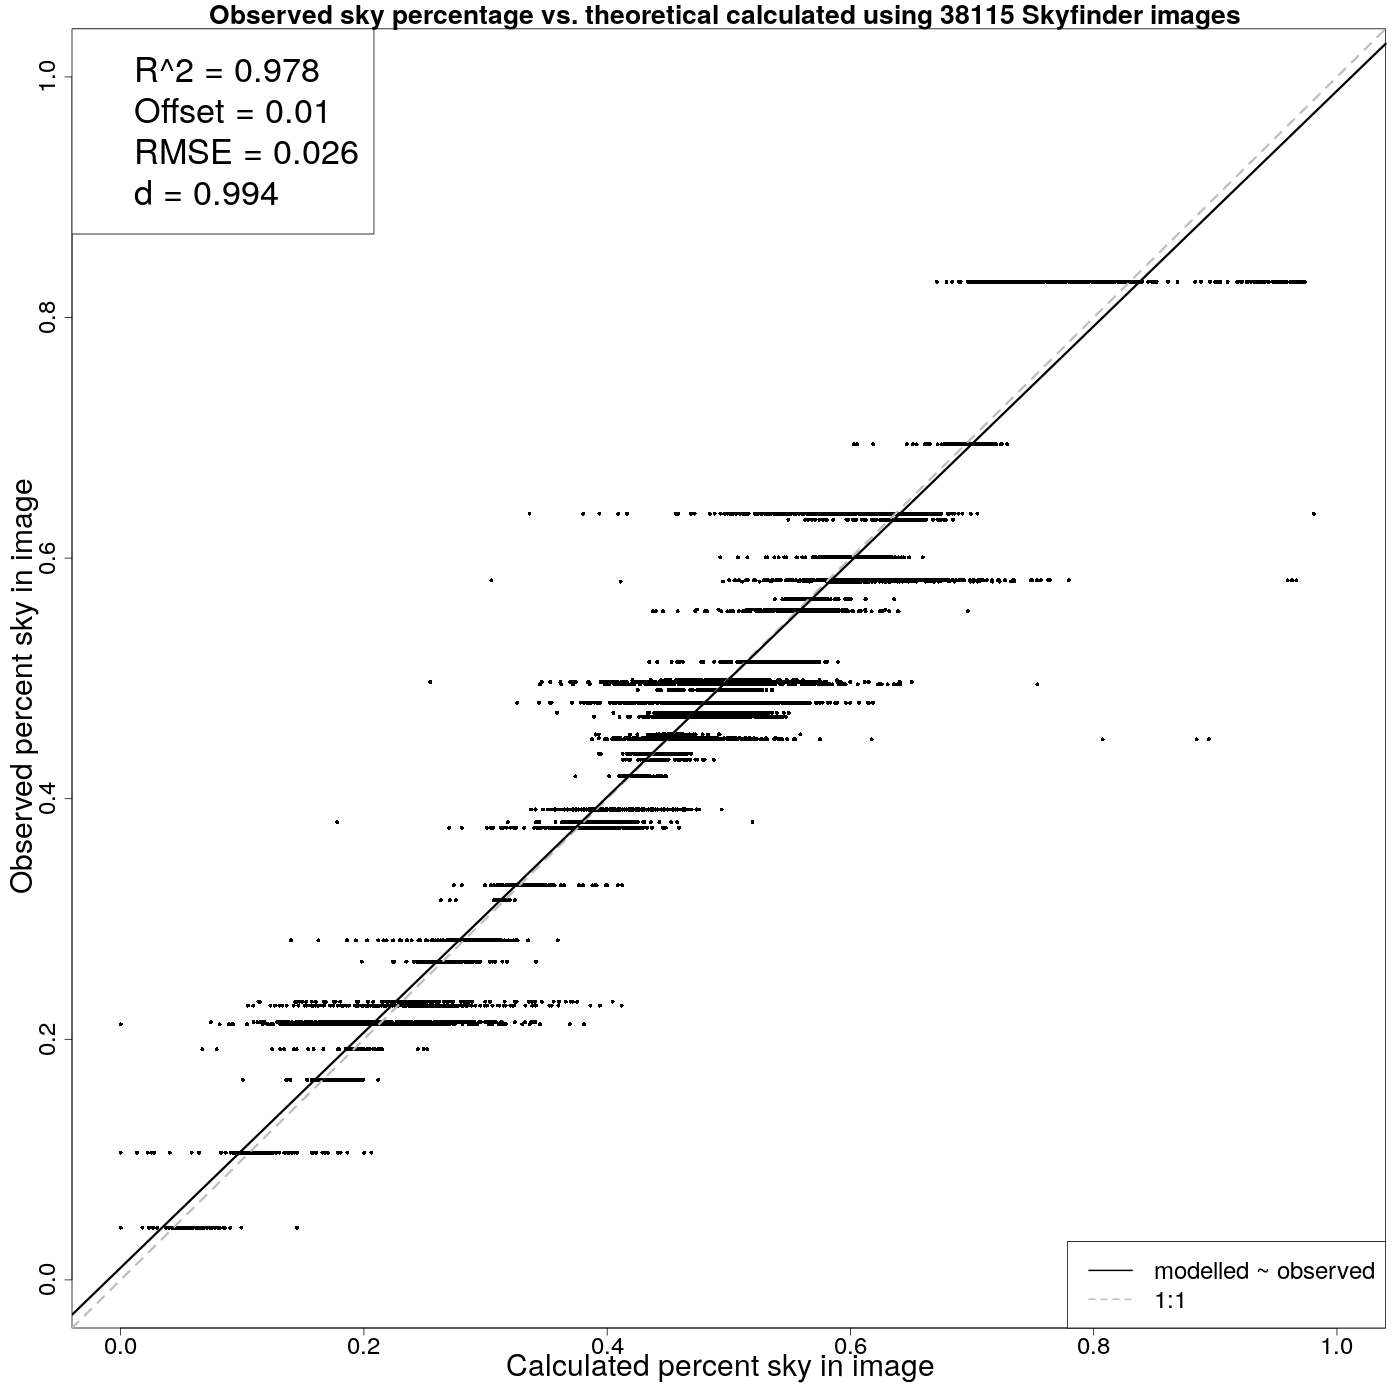 Observed sky percentage vs. theoretical calculated using 38115 Skyfinder images
R^2 = 0.978
Offset = 0.01
RMSE = 0.026
d = 0.994
Observed percent sky in image
1.0
0.8
0.6
0.4
0.2
0.0
modelled ~ observed
1:1
0.0 0.2 0.4 0.6 0.8 1.0
Calculated percent sky in image